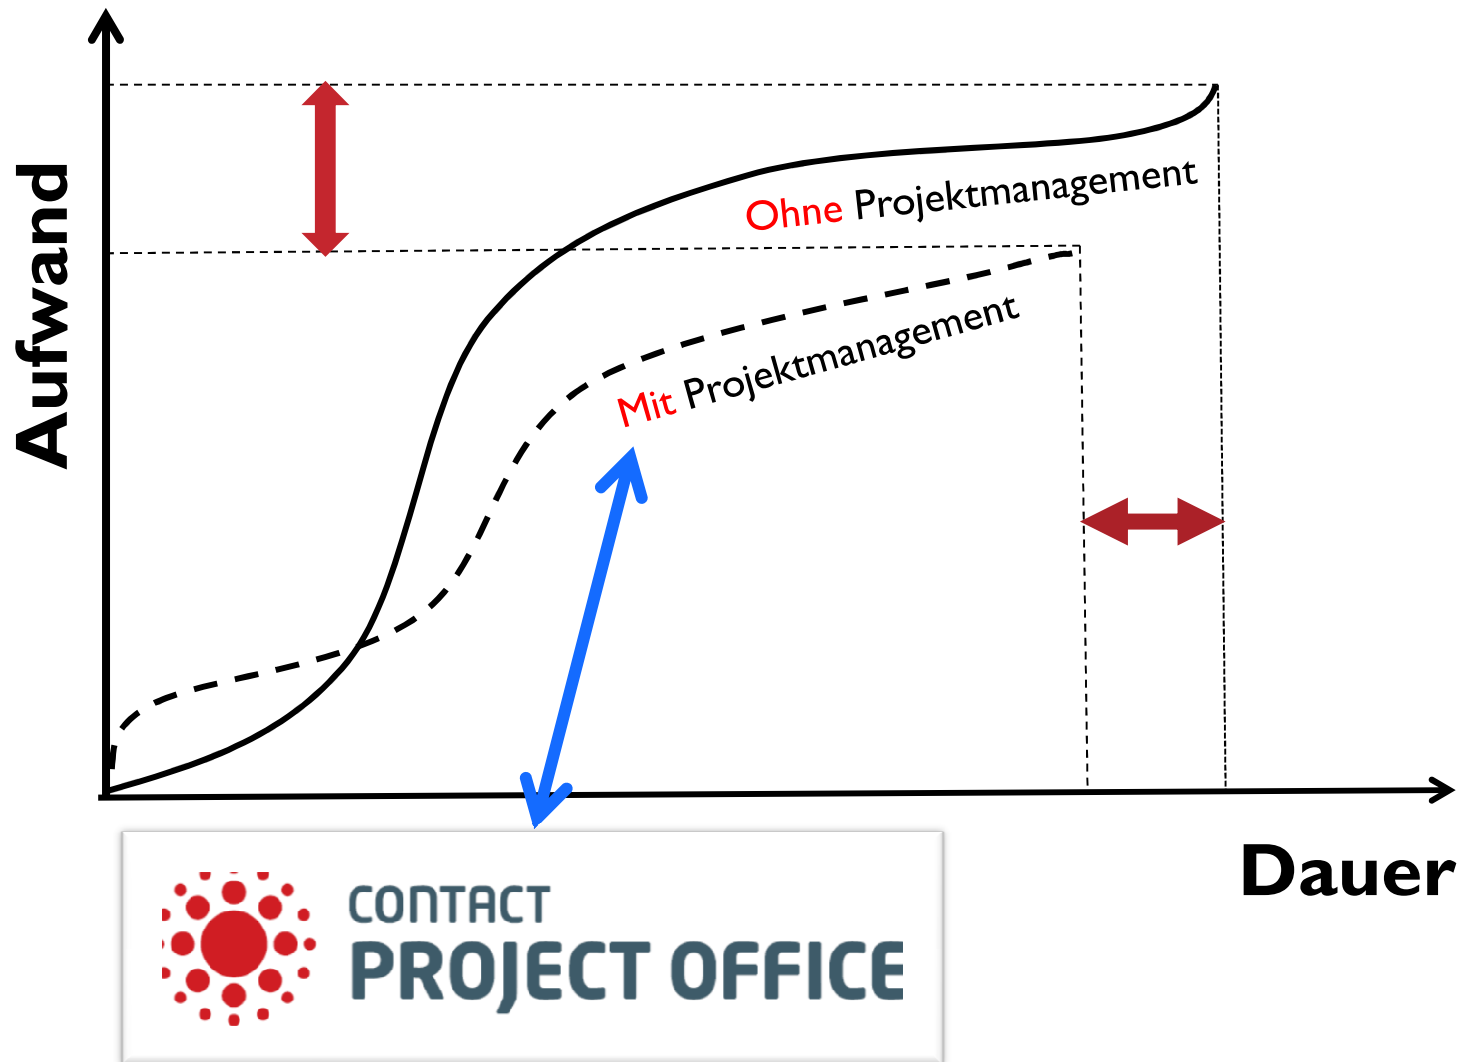 Aufwand
Ohne Projektmanagement
Mit Projektmanagement
Dauer
CONTACT
PROJECT OFFICE